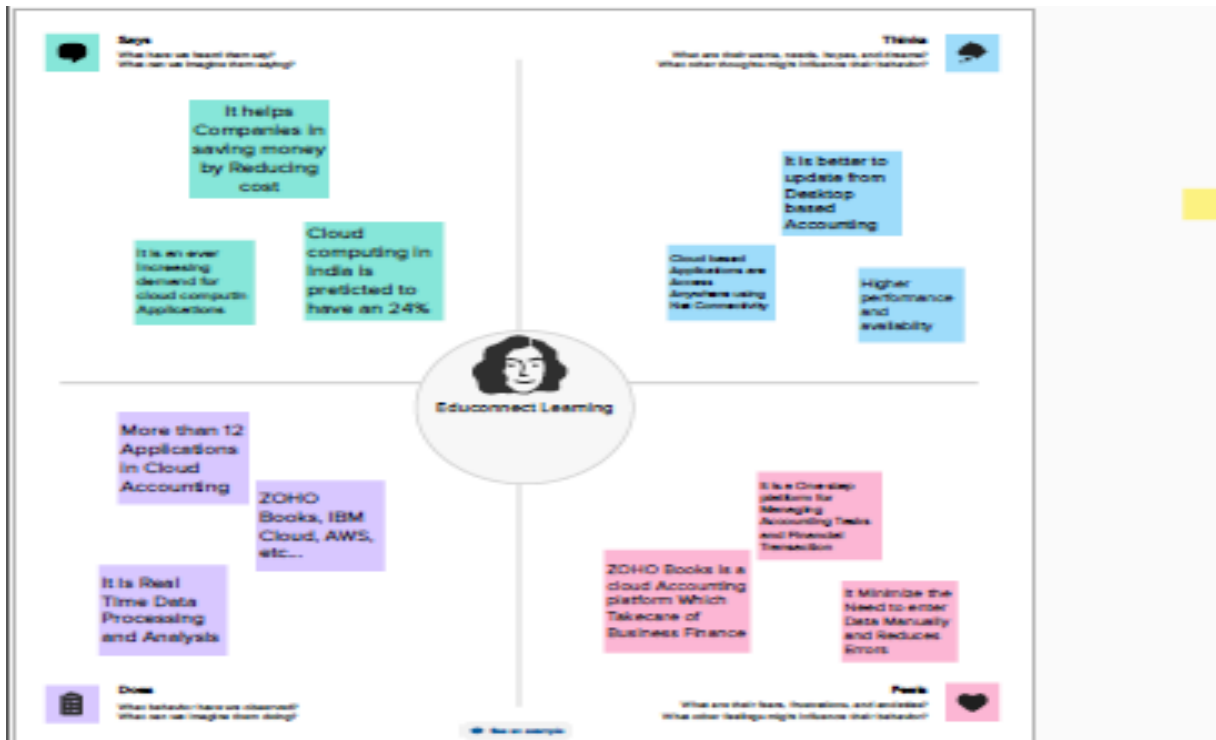 Says
What have we heard them say?
What can we imagine them saying?
Thinks
What are their wants, needs, hopes, and dreams?
What other thoughts might influence their behavior?
It helps
Companies in
saving money
by Reducing
cost
It is an ever
Increasing
demand for
cloud computin
Applications
Cloud
computing in
India is
preticted to
have an 24%
It is better to
update from
Desktop
based
Accounting
Cloud based
Applications are
Access
Anywhere using
Net Connectivity
Higher
performance
and
availability
Educonnect Learning
More than 12
Applications
in Cloud
Accounting
ZOHO
Books, IBM
Cloud, AWS,
etc...
It Is Real
Time Data
Processing
and Analysis
It is a One-stop
platform for
Managing
Accounting Tasks
and Financial
Transaction
ZOHO Books is a
cloud Accounting
platform Which
Takecare of
Business Finance
It Minimize the
Need to enter
Data Manually
and Reduces
Errors
Does
What behavior have we observed?
What can we imagine them doing?
Feels
What are their fears, frustrations, and anxieties?
What other feelings might influence their behavior?
See an example